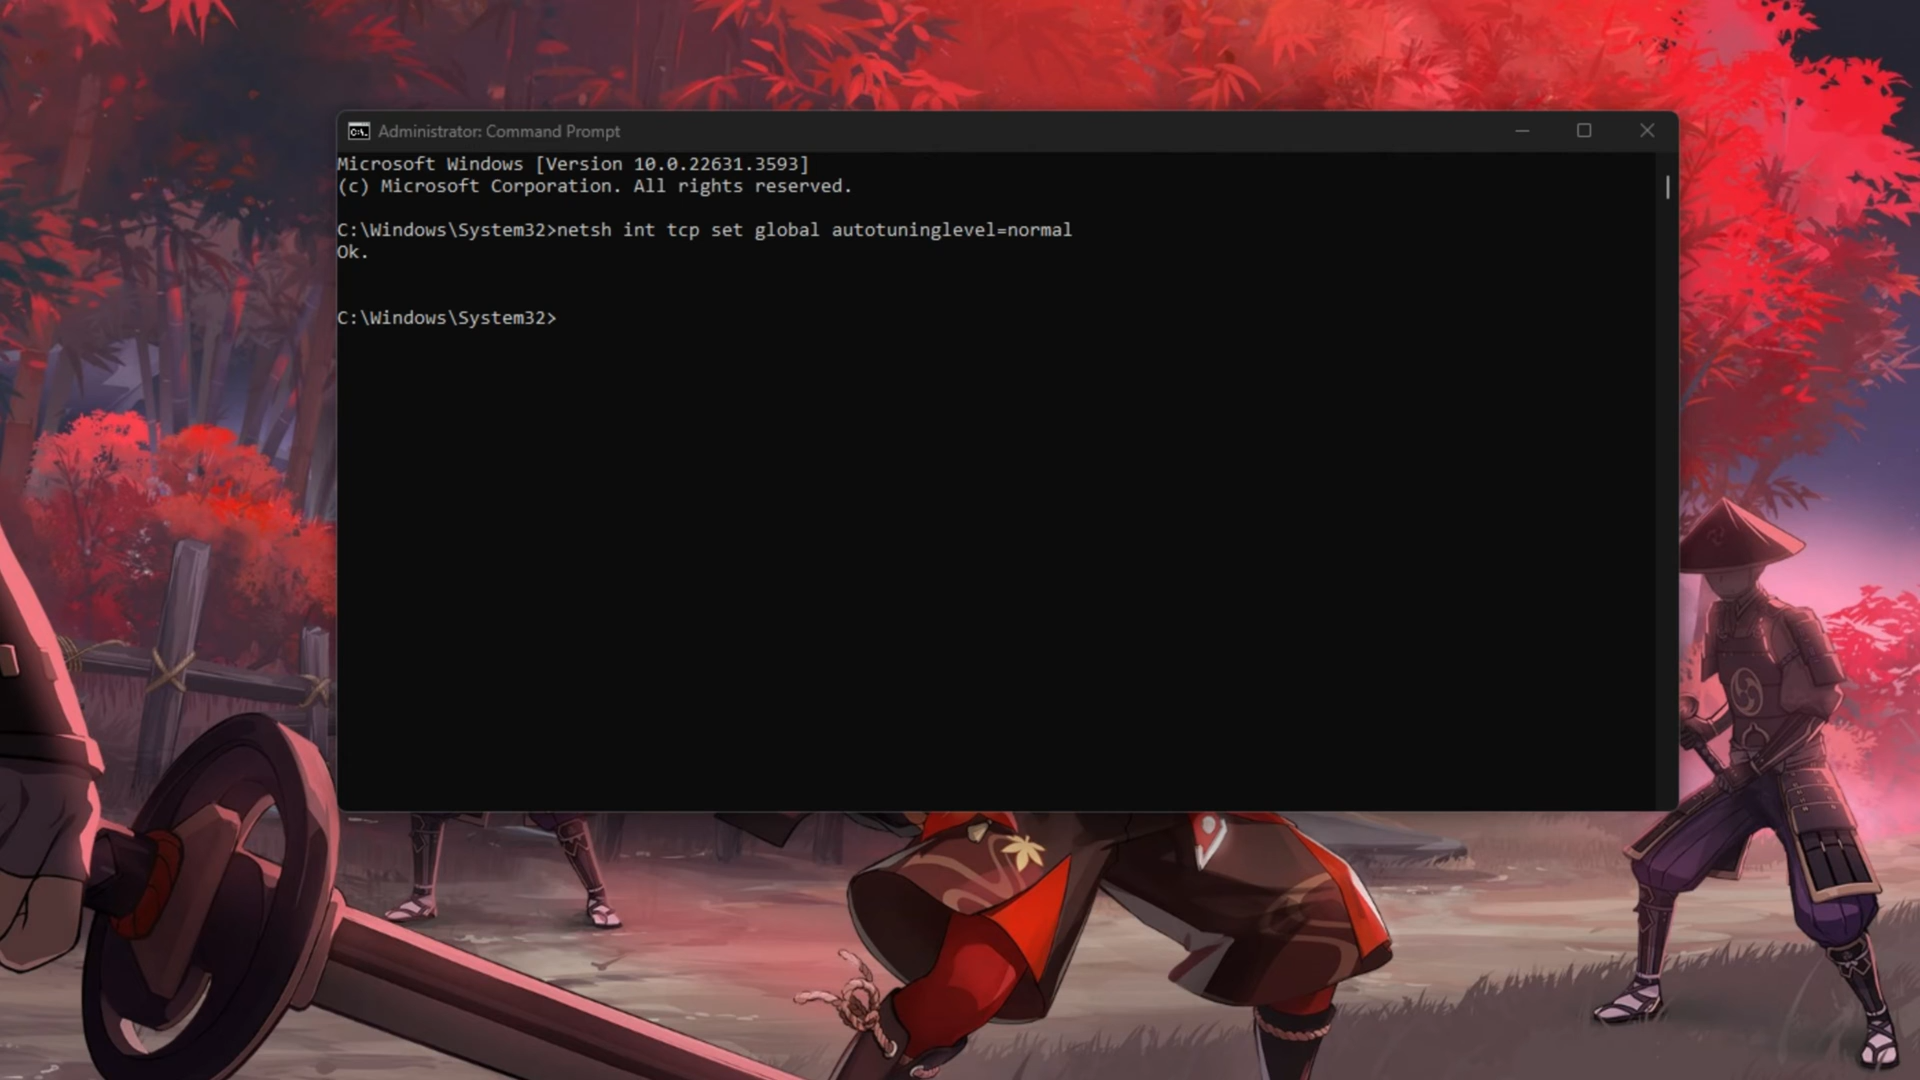 Administrator: Command Prompt
Microsoft Windows [Version 10.0.22631.3593]
(c) Microsoft Corporation. All rights reserved.
C:\Windows\System32>netsh int tcp set global autotuninglevel=normal
Ok.
C:\Windows\System32>